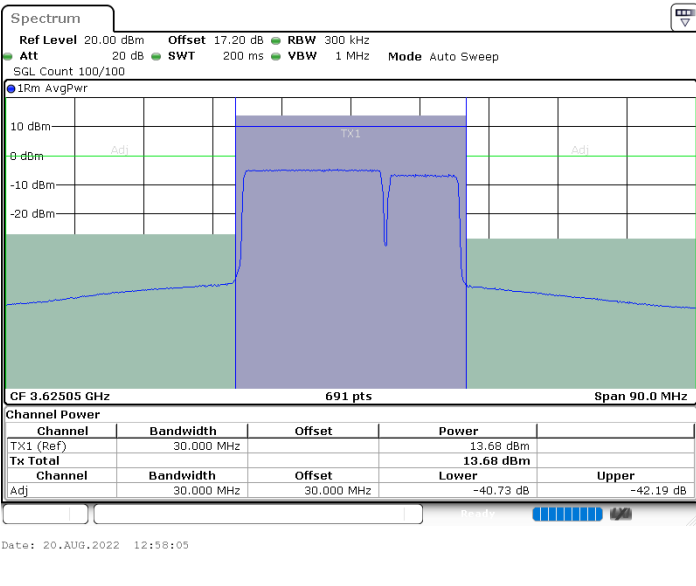 Spectrum
Ref Level 20.00 dBm Offset 17.20 dB RBW 300 kHz
Att 20 dB SWT 200 ms VBW 1 MHz Mode Auto Sweep
SGL Count 100/100
1Rm AvgPwr
10 dBm
TX1
Adj
Adj
0 dBm
-10 dBm
-20 dBm
CF 3.62505 GHz 691 pts Span 90.0 MHz
Channel Power
Channel Bandwidth Offset Power
TX1 (Ref) 30.000 MHz 13.68 dBm
Tx Total 13.68 dBm
Channel Bandwidth Offset Lower Upper
Adj 30.000 MHz 30.000 MHz -40.73 dB -42.19 dB
Ready
Date: 20.AUG.2022 12:58:05